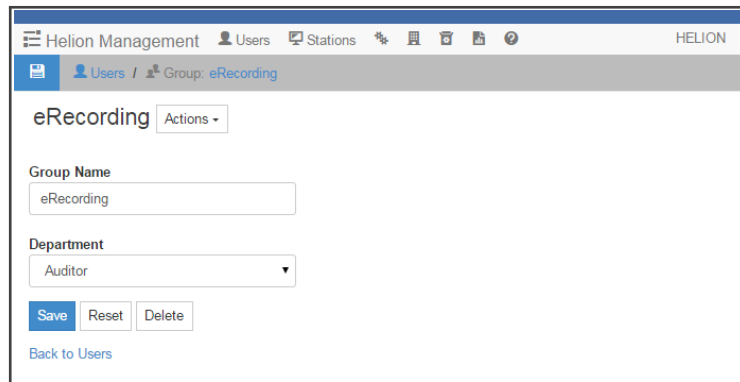 Helion Management Users Stations HELION
Users / Group: eRecording
eRecording Actions
Group Name
eRecording
Department
Auditor
Save Reset Delete
Back to Users